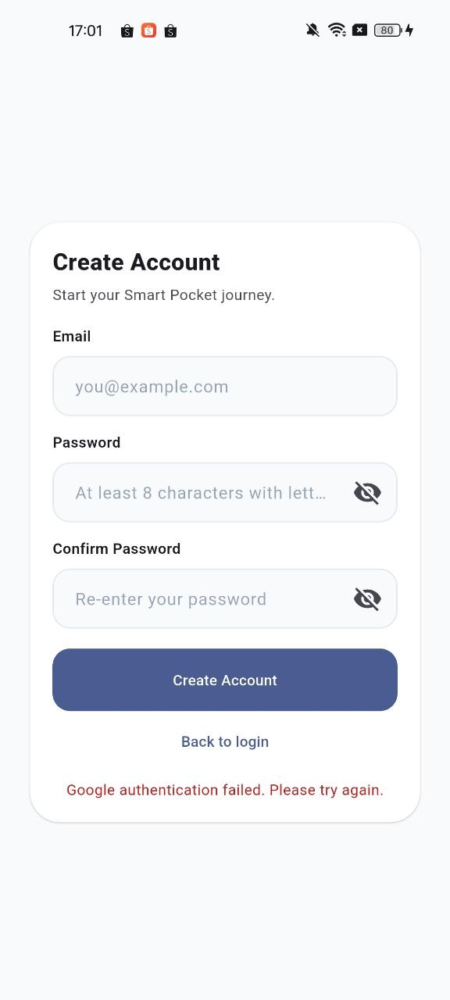 17:01
80
Create Account
Start your Smart Pocket journey.
Email
you@example.com
Password
At least 8 characters with lett...
Confirm Password
Re-enter your password
Create Account
Back to login
Google authentication failed. Please try again.